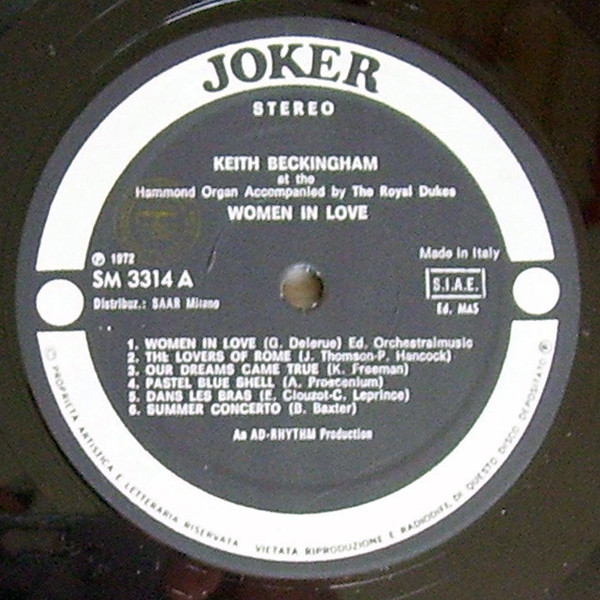 JOKER
STEREO
KEITH BECKINGHAM
at the
Hammond Organ Accompanied by The Royal Dukes
WOMEN IN LOVE
℗ 1972
SM 3314 A
Distribuz.: SAAR Milano
Made in Italy
S.I.A.E.
Ed. MAS
1. WOMEN IN LOVE (G. Delerue) Ed. Orchestralmusic
2. THE LOVERS OF ROME (J. Thomson-P. Hancock)
3. OUR DREAMS CAME TRUE (K. Freeman)
4. PASTEL BLUE SHELL (A. Proscenium)
5. DANS LES BRAS (E. Clouzot-C. Leprince)
6. SUMMER CONCERTO (B. Baxter)
An AD-RHYTHM Production
© PROPRIETA ARTISTICA E LETTERARIA RISERVATA VIETATA RIPRODUZIONE E RADIODIF. DI QUESTO DISCO DEPOSITATO ℗